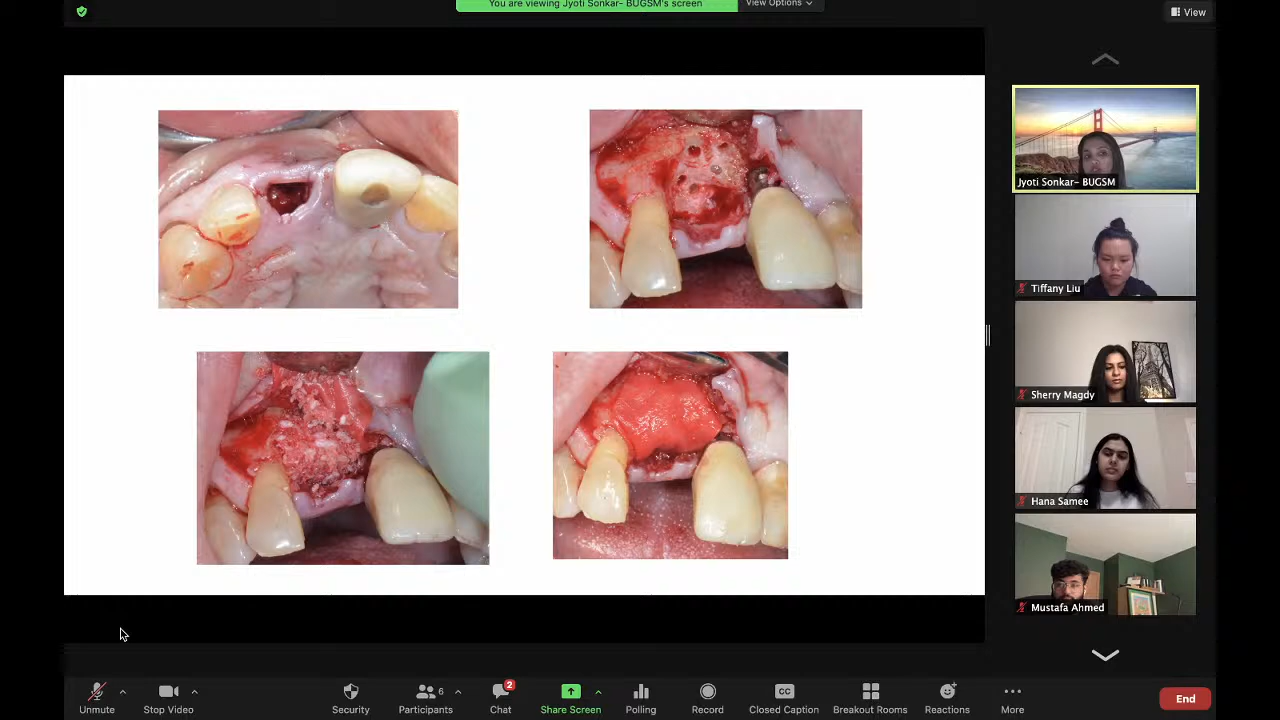 You are viewing Jyoti Sonkar- BUGSM's screen
View Options
View
Jyoti Sonkar- BUGSM
Tiffany Liu
Sherry Magdy
Hana Samee
Mustafa Ahmed
6
2
CC
Unmute
Stop Video
Security
Participants
Chat
Share Screen
Polling
Record
Closed Caption
Breakout Rooms
Reactions
More
End